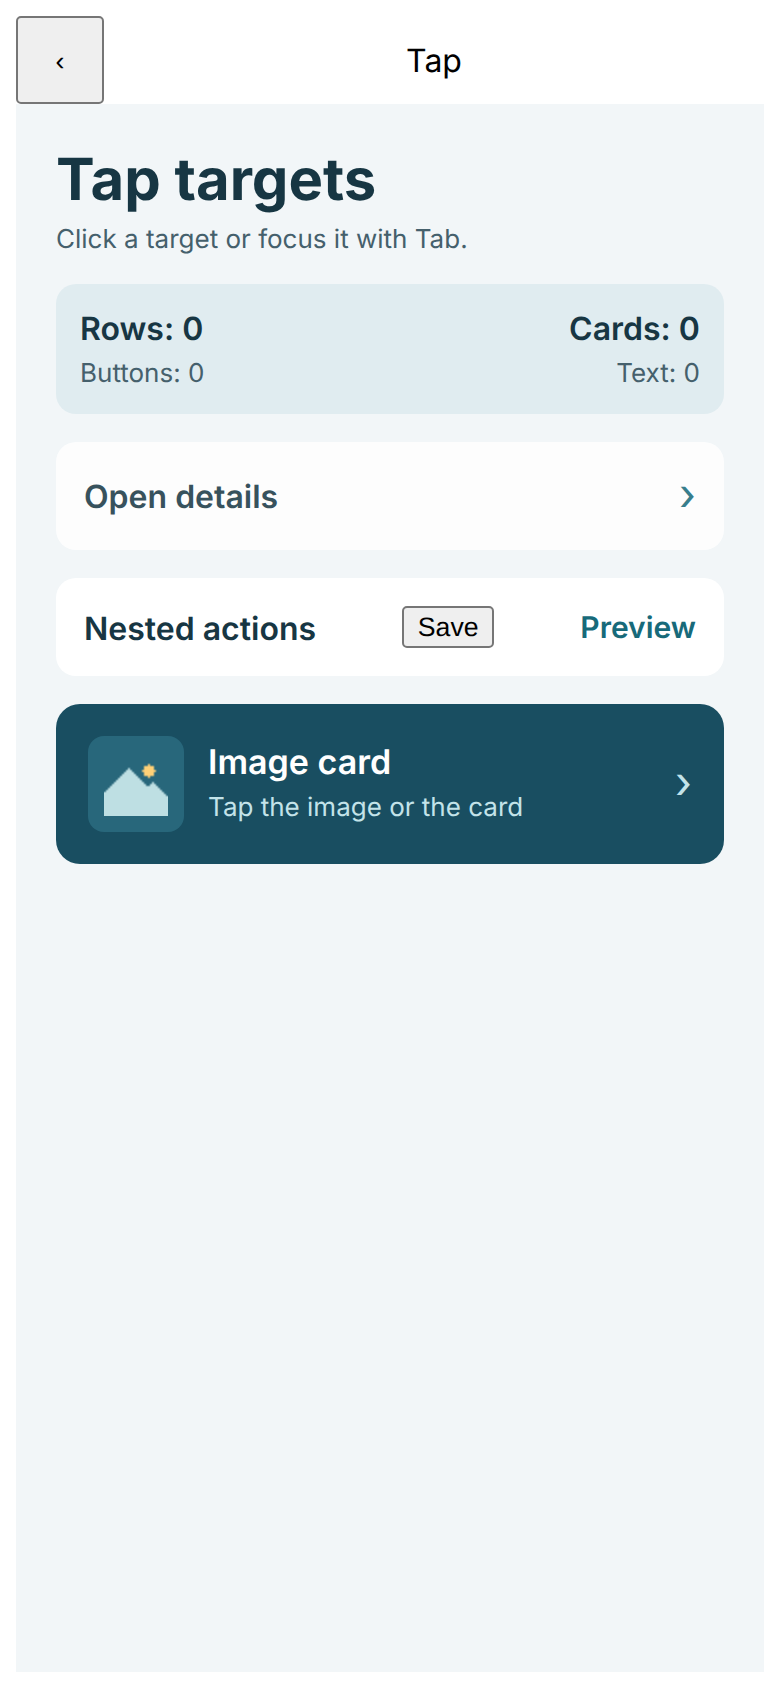 ‹
Tap
Tap targets
Click a target or focus it with Tab.
Rows: 0
Cards: 0
Buttons: 0
Text: 0
Open details ›
Nested actions
Save
Preview
Image card
Tap the image or the card
›